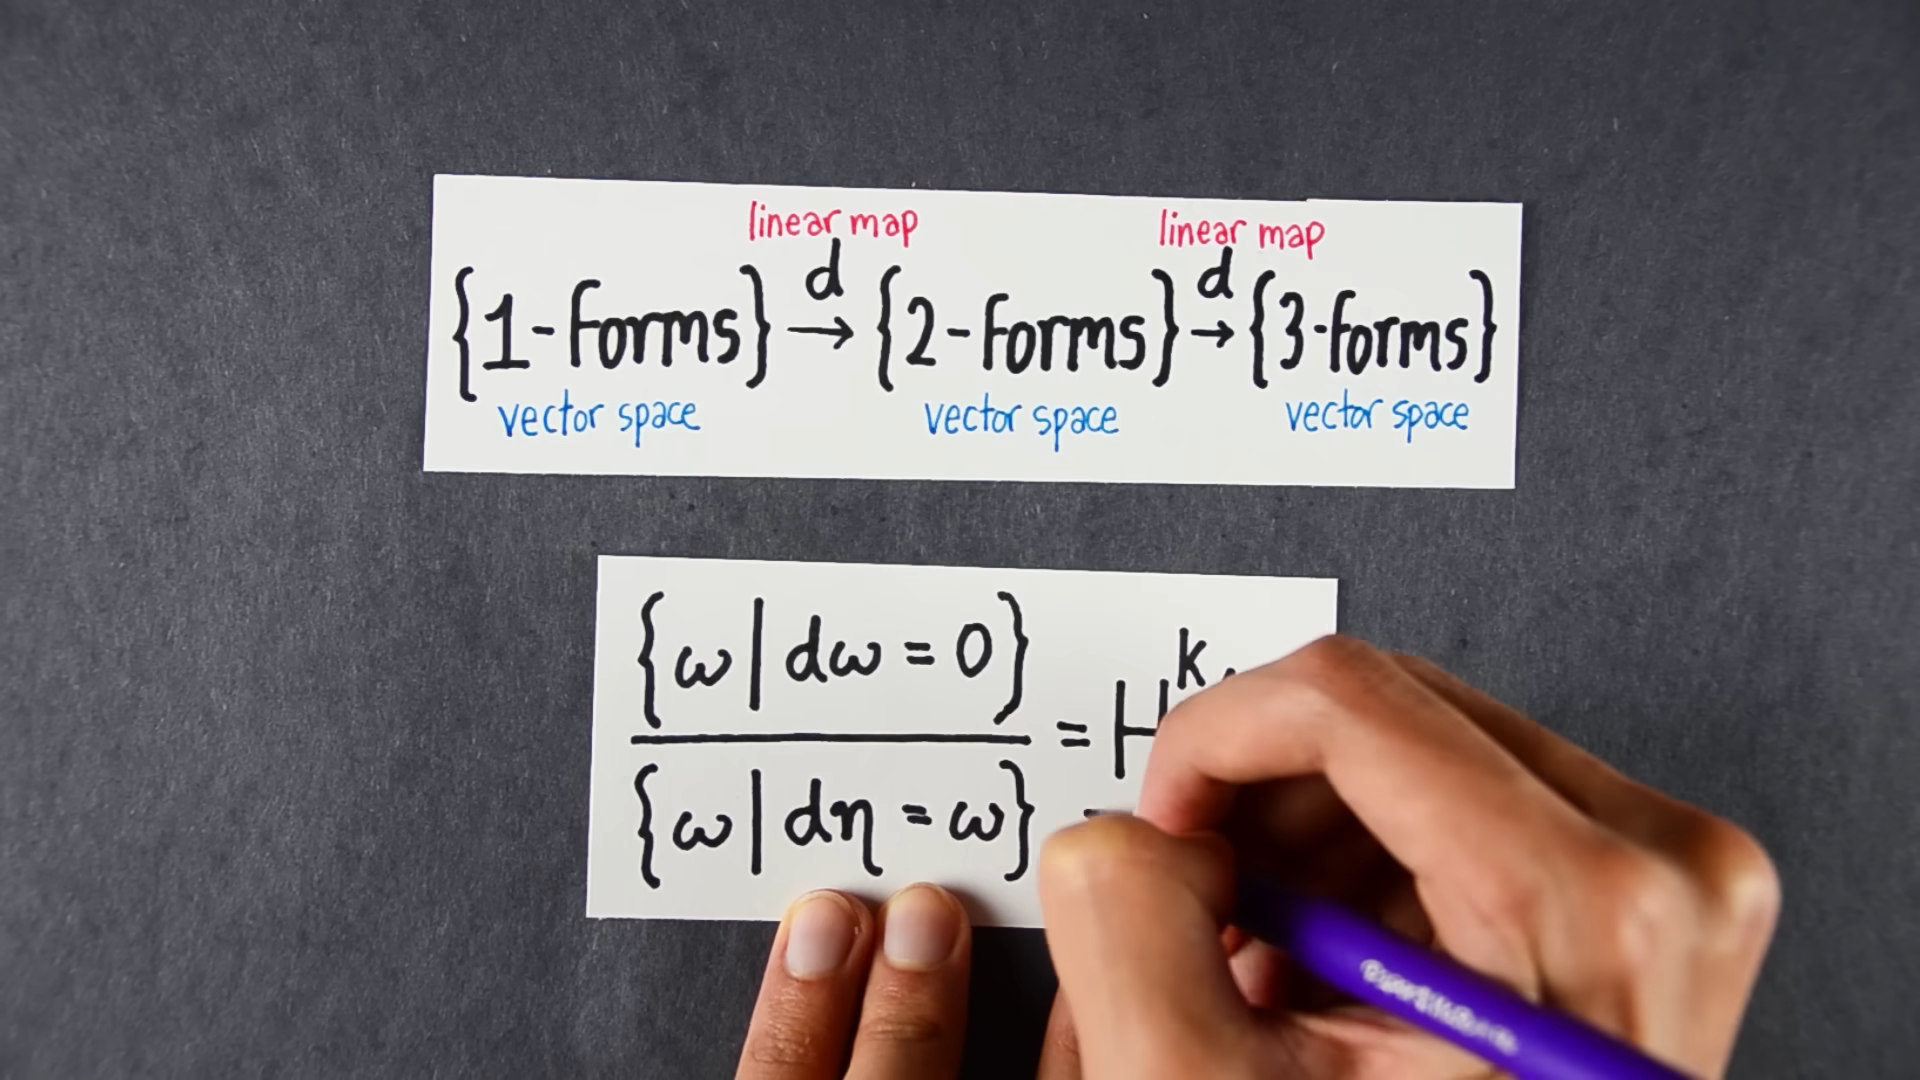 linear map linear map
d d
{1-forms} → {2-forms} → {3-forms}
vector space vector space vector space
{ω | dω = 0}
= H^k
{ω | dη = ω}